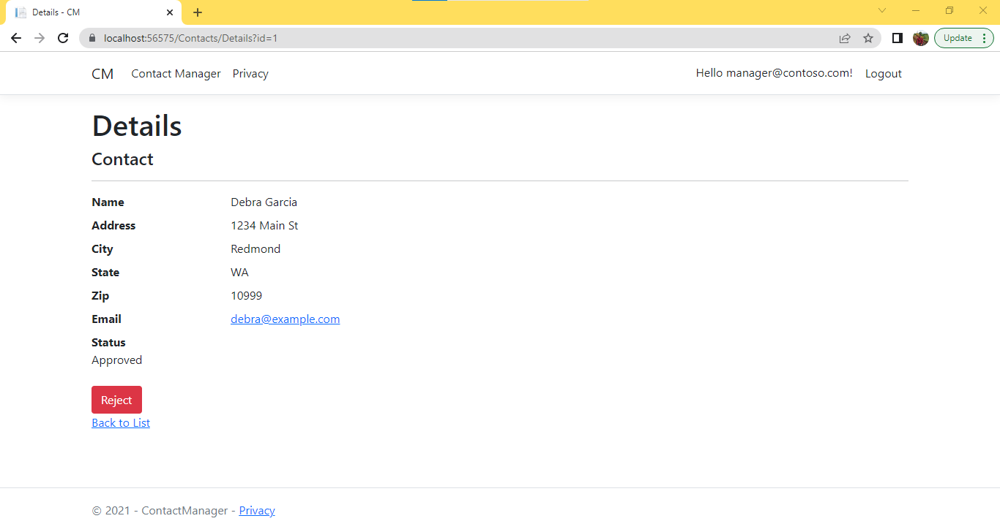 Details - CM
localhost:56575/Contacts/Details?id=1
Update
CM Contact Manager Privacy Hello manager@contoso.com! Logout
Details
Contact
Name Debra Garcia
Address 1234 Main St
City Redmond
State WA
Zip 10999
Email debra@example.com
Status
Approved
Reject
Back to List
© 2021 - ContactManager - Privacy